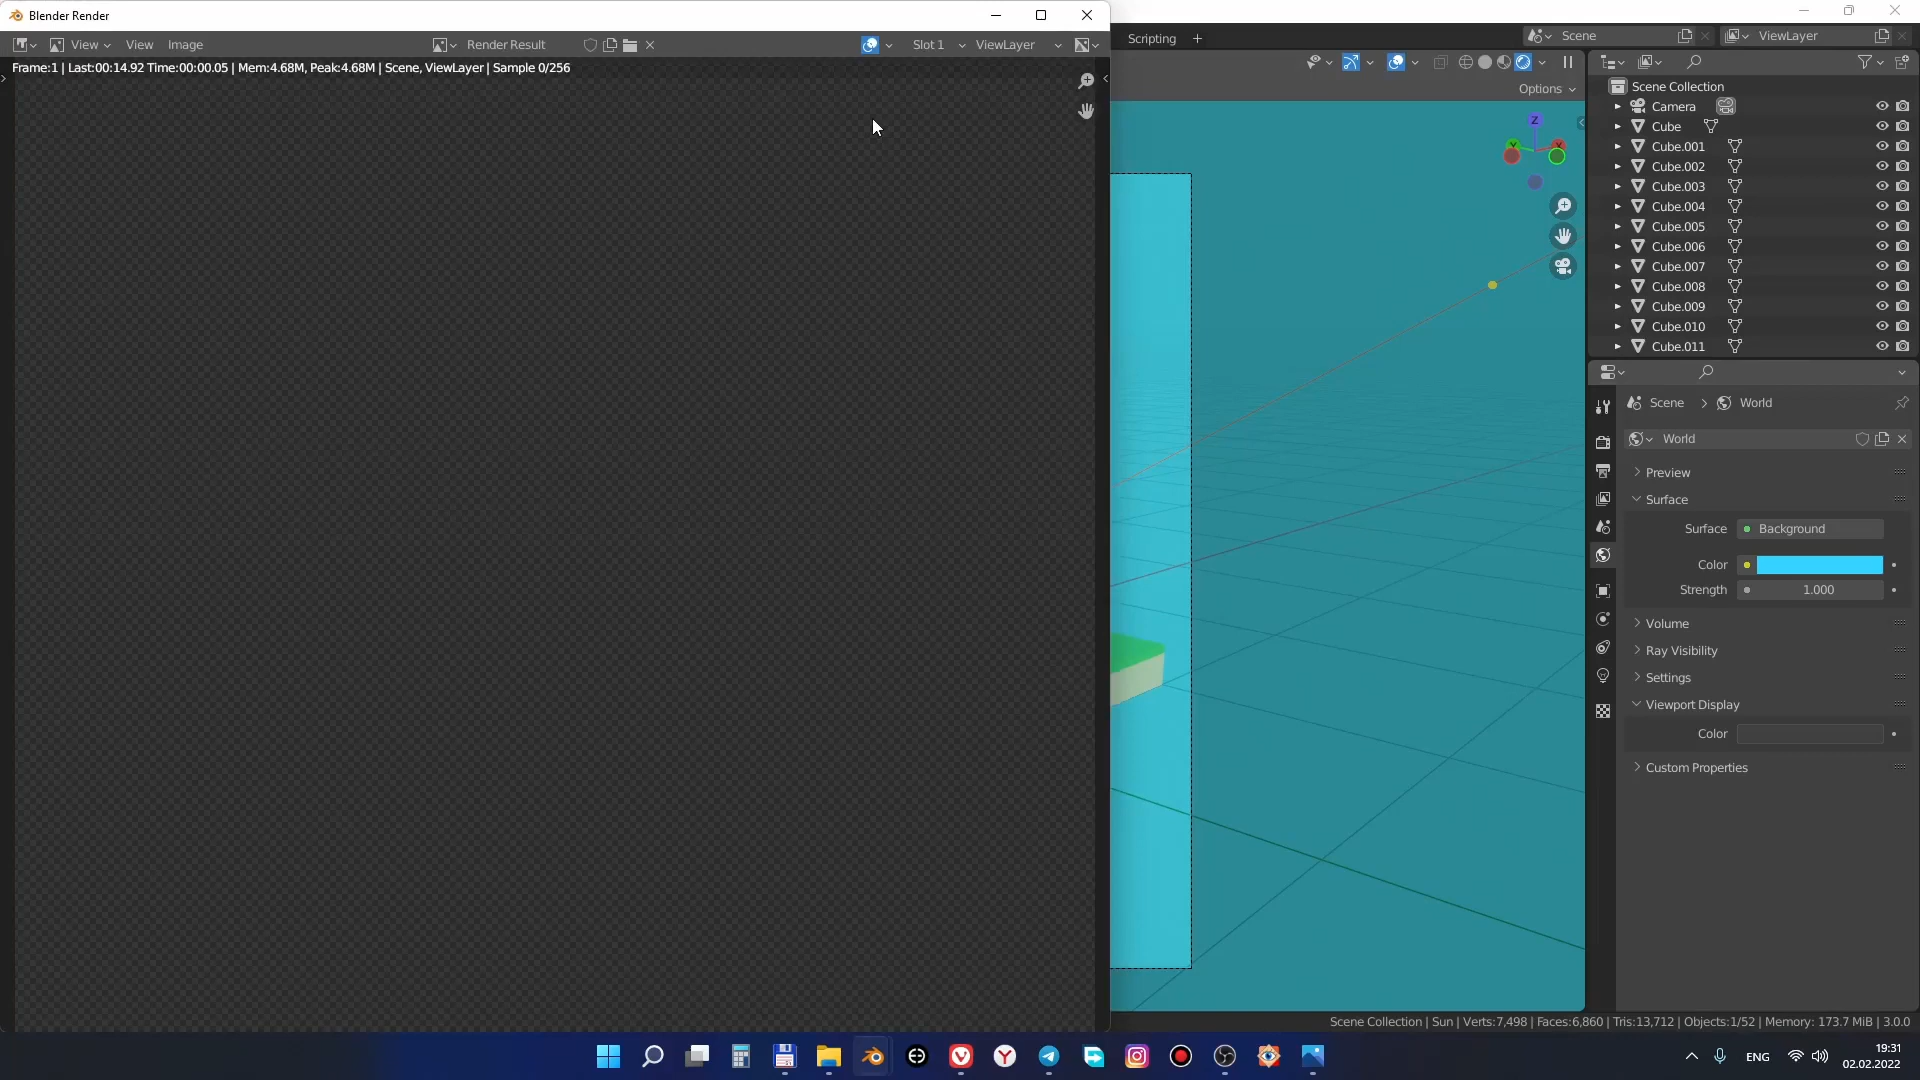 Blender Render
View View Image Render Result Slot 1 ViewLayer
Frame:1 | Last:00:14.92 Time:00:00.05 | Mem:4.68M, Peak:4.68M | Scene, ViewLayer | Sample 0/256
Scripting + Scene ViewLayer
Options
Z
Y
X
Scene Collection
Camera
Cube
Cube.001
Cube.002
Cube.003
Cube.004
Cube.005
Cube.006
Cube.007
Cube.008
Cube.009
Cube.010
Cube.011
Scene > World
World
Preview
Surface
Surface Background
Color
Strength 1.000
Volume
Ray Visibility
Settings
Viewport Display
Color
Custom Properties
Scene Collection | Sun | Verts:7,498 | Faces:6,860 | Tris:13,712 | Objects:1/52 | Memory: 173.7 MiB | 3.0.0
ENG
19:31
02.02.2022